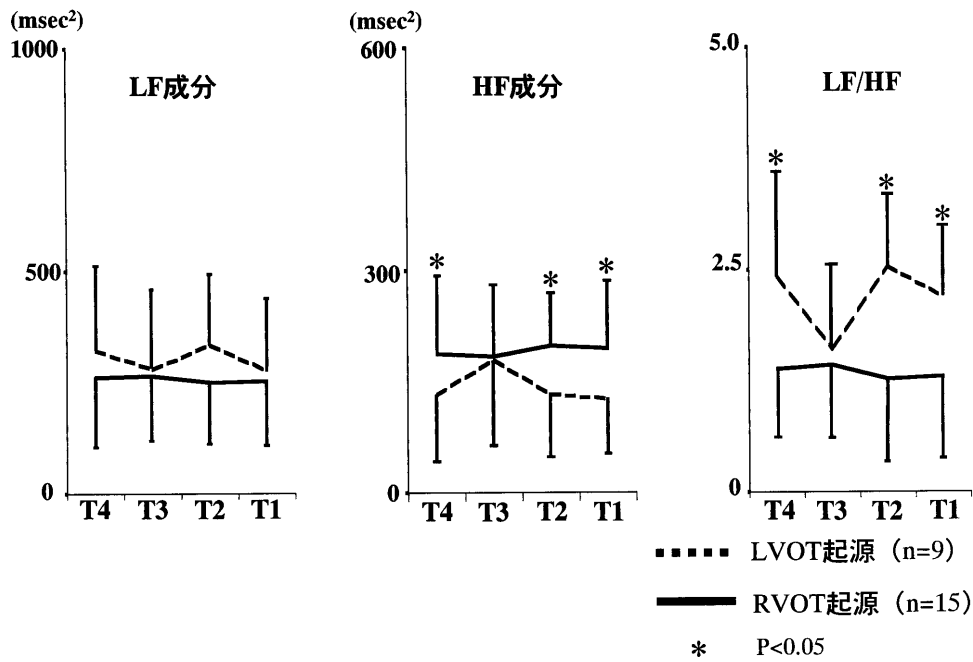 (msec²)
1000
LF成分
500
0
T4 T3 T2 T1
(msec²)
600
HF成分
＊
＊
＊
300
0
T4 T3 T2 T1
5.0
LF/HF
＊
＊
＊
2.5
0
T4 T3 T2 T1
LVOT起源（n=9）
RVOT起源（n=15）
＊ P<0.05